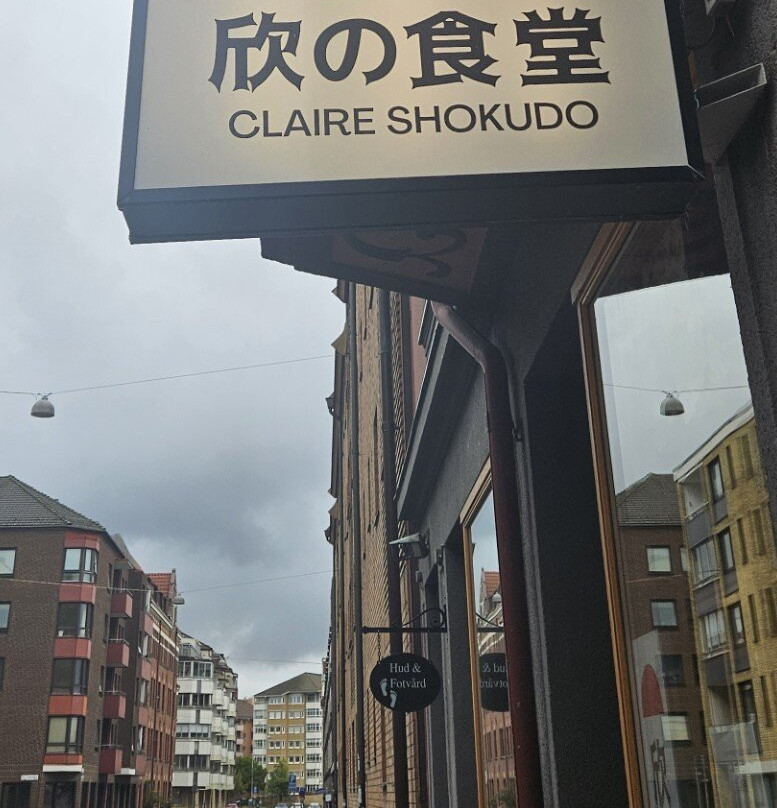 欣の食堂
CLAIRE SHOKUDO
Hud &
Fotvård